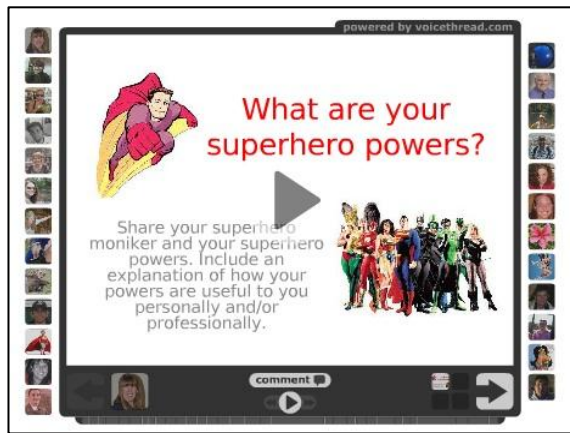 powered by voicethread.com
What are your
superhero powers?
Share your superhero
moniker and your superhero
powers. Include an
explanation of how your
powers are useful to you
personally and/or
professionally.
comment